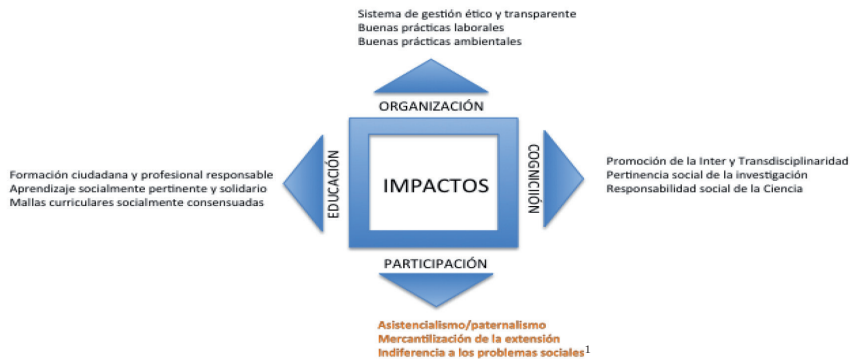 Sistema de gestión ético y transparente
Buenas prácticas laborales
Buenas prácticas ambientales
ORGANIZACIÓN
Formación ciudadana y profesional responsable
Aprendizaje socialmente pertinente y solidario
Mallas curriculares socialmente consensuadas
EDUCACIÓN
IMPACTOS
COGNICIIÓN
Promoción de la Inter y Transdisciplinaridad
Pertinencia social de la investigación
Responsabilidad social de la Ciencia
PARTICIPACIÓN
Asistencialismo/paternalismo
Mercantilización de la extensión
Indiferencia a los problemas sociales1